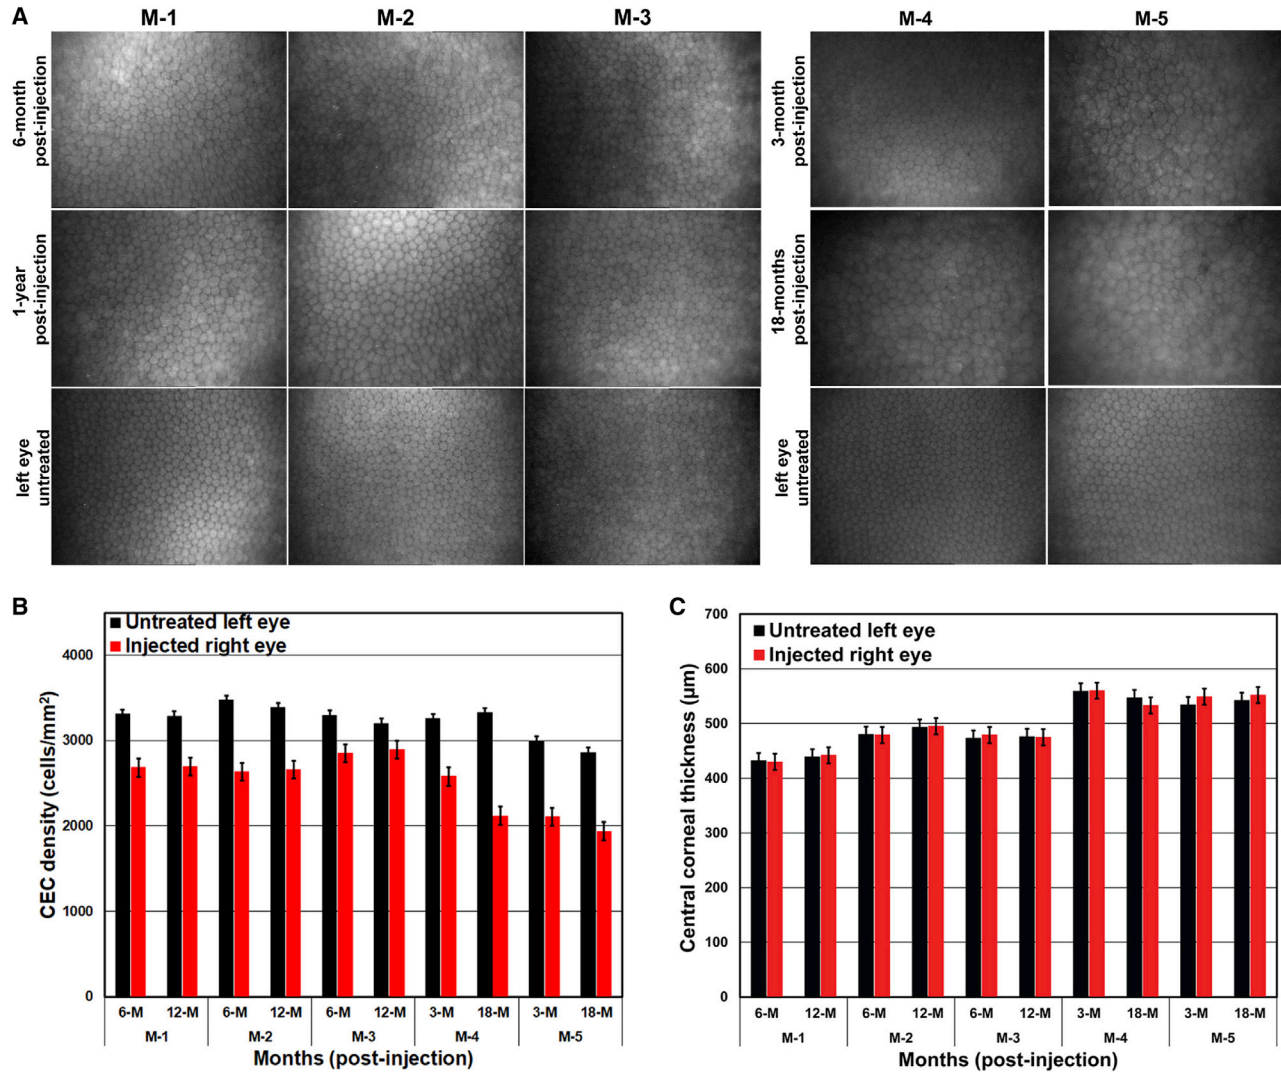 A
M-1 M-2 M-3 M-4 M-5
6-month
post-injection
1-year
post-injection
left eye
untreated
3-month
post-injection
18-months
post-injection
left eye
untreated
B
Untreated left eye
Injected right eye
CEC density (cells/mm²)
4000
3000
2000
1000
0
6-M 12-M 6-M 12-M 6-M 12-M 3-M 18-M 3-M 18-M
M-1 M-2 M-3 M-4 M-5
Months (post-injection)
C
Untreated left eye
Injected right eye
Central corneal thickness (µm)
700
600
500
400
300
200
100
0
6-M 12-M 6-M 12-M 6-M 12-M 3-M 18-M 3-M 18-M
M-1 M-2 M-3 M-4 M-5
Months (post-injection)